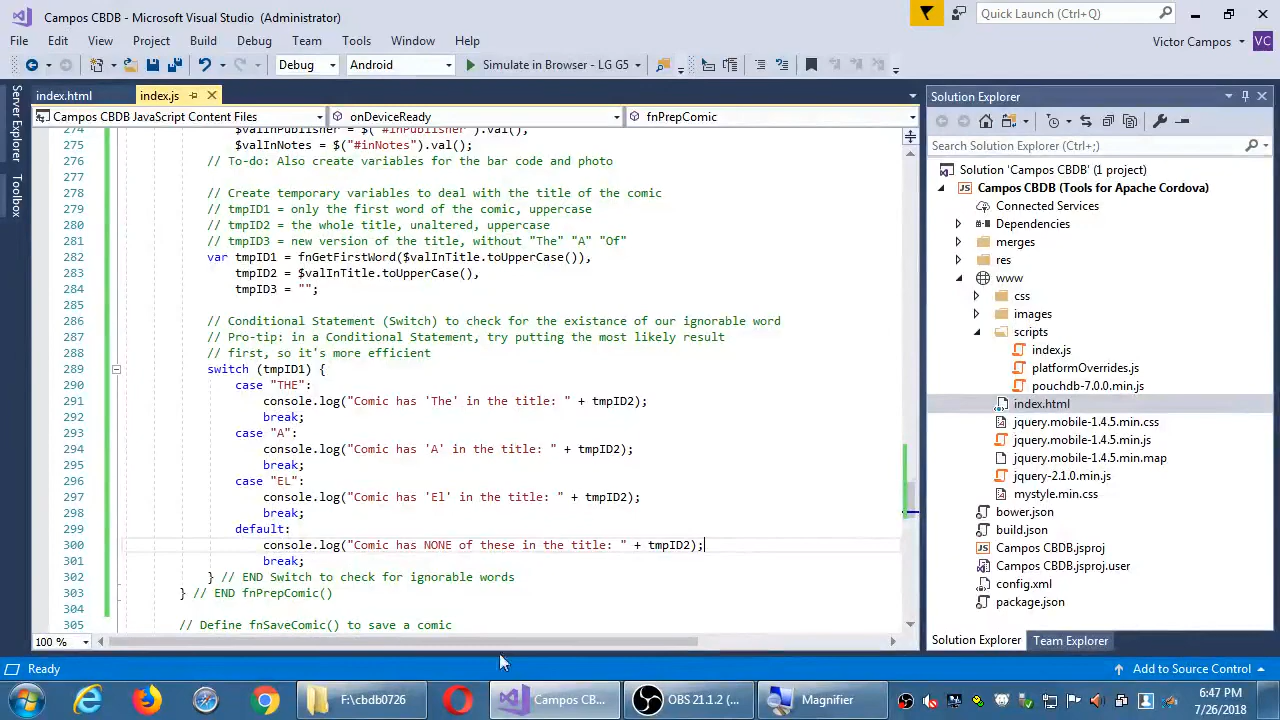 Campos CBDB - Microsoft Visual Studio (Administrator)
Quick Launch (Ctrl+;)
File Edit View Project Build Debug Team Tools Window Help
Victor Campos
VC
Debug
Android
Simulate in Browser - LG G5
Server Explorer
Toolbox
index.html
index.js
Campos CBDB JavaScript Content Files
onDeviceReady
fnPrepComic
274 $valInPublisher = $("#inPublisher").val(),
275 $valInNotes = $("#inNotes").val();
276 // To-do: Also create variables for the bar code and photo
277
278 // Create temporary variables to deal with the title of the comic
279 // tmpID1 = only the first word of the comic, uppercase
280 // tmpID2 = the whole title, unaltered, uppercase
281 // tmpID3 = new version of the title, without "The" "A" "Of"
282 var tmpID1 = fnGetFirstWord($valInTitle.toUpperCase()),
283 tmpID2 = $valInTitle.toUpperCase(),
284 tmpID3 = "";
285
286 // Conditional Statement (Switch) to check for the existance of our ignorable word
287 // Pro-tip: in a Conditional Statement, try putting the most likely result
288 // first, so it's more efficient
289 switch (tmpID1) {
290 case "THE":
291 console.log("Comic has 'The' in the title: " + tmpID2);
292 break;
293 case "A":
294 console.log("Comic has 'A' in the title: " + tmpID2);
295 break;
296 case "EL":
297 console.log("Comic has 'El' in the title: " + tmpID2);
298 break;
299 default:
300 console.log("Comic has NONE of these in the title: " + tmpID2);
301 break;
302 } // END Switch to check for ignorable words
303 } // END fnPrepComic()
304
305 // Define fnSaveComic() to save a comic
100 %
Solution Explorer
Search Solution Explorer (Ctrl+;)
Solution 'Campos CBDB' (1 project)
JS Campos CBDB (Tools for Apache Cordova)
Connected Services
Dependencies
merges
res
www
css
images
scripts
index.js
platformOverrides.js
pouchdb-7.0.0.min.js
index.html
jquery.mobile-1.4.5.min.css
jquery.mobile-1.4.5.min.js
jquery.mobile-1.4.5.min.map
jquery-2.1.0.min.js
mystyle.min.css
bower.json
build.json
Campos CBDB.jsproj
Campos CBDB.jsproj.user
config.xml
package.json
Solution Explorer Team Explorer
Ready
Add to Source Control
F:\cbdb0726
Campos CB...
OBS 21.1.2 (...
Magnifier
6:47 PM
7/26/2018